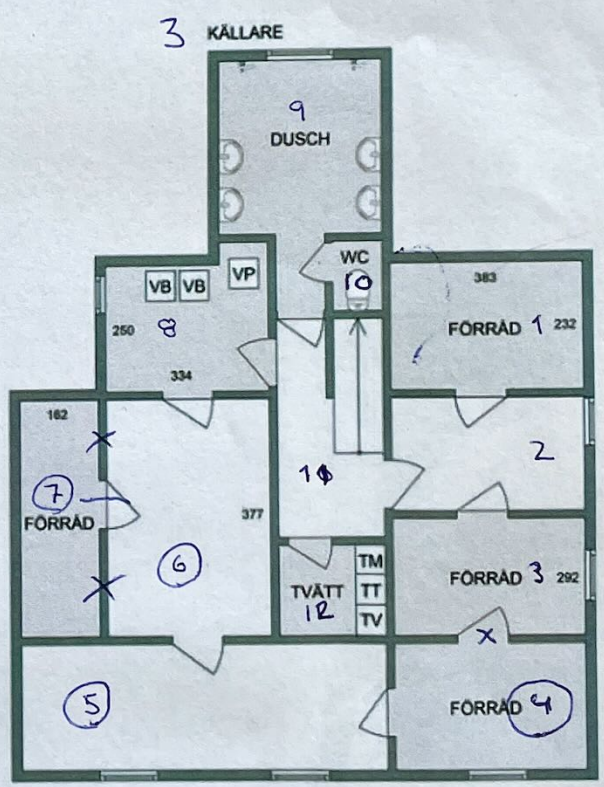 3 KÄLLARE
9
DUSCH
WC
10
VB VB VP
8
250
334
383
FÖRRÅD 1 232
162
7
FÖRRÅD
377
6
11
2
TVÄTT
12
TM
TT
TV
FÖRRÅD 3 292
X
X
X
5
FÖRRÅD 4